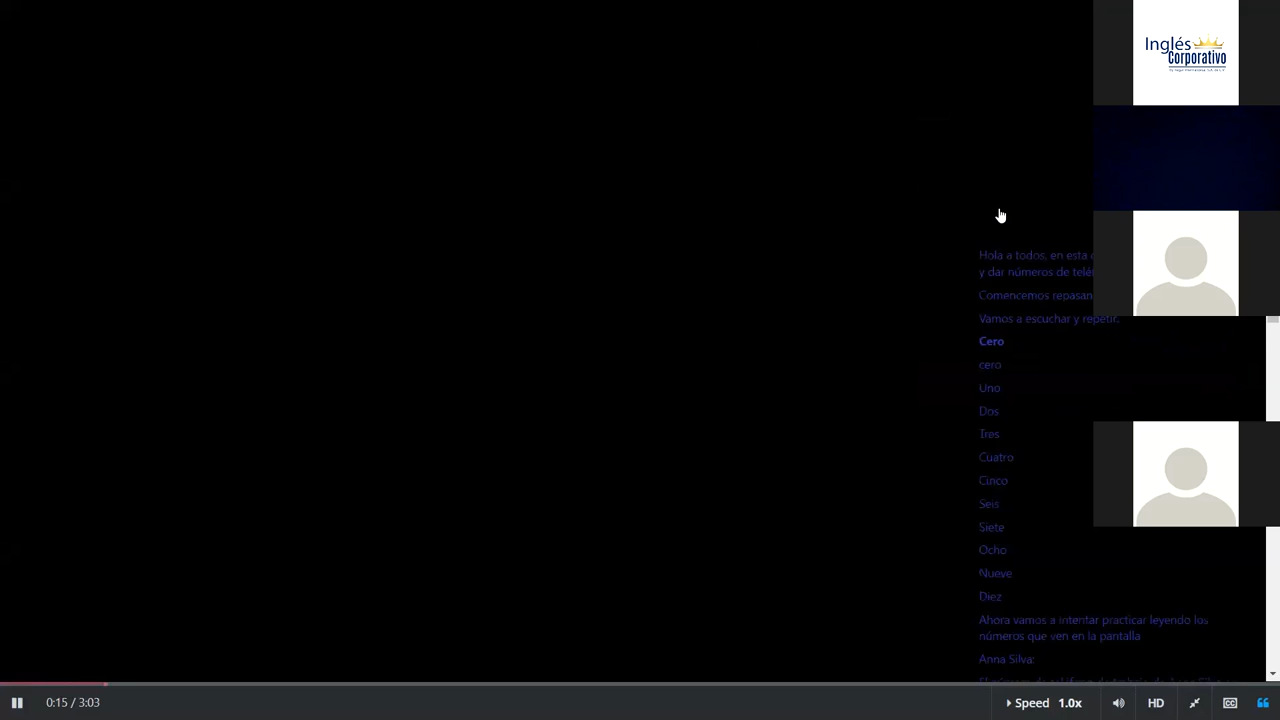 Inglés
Corporativo
Hola a todos, en esta
y dar números de
Comencemos
Vamos a escuchar y repetir.
Cero
cero
Uno
Dos
Tres
Cuatro
Cinco
Seis
Siete
Ocho
Nueve
Diez
Ahora vamos a intentar practicar leyendo los
números que ven en la pantalla
Anna Silva:
0:15 / 3:03
Speed 1.0x
HD
CC